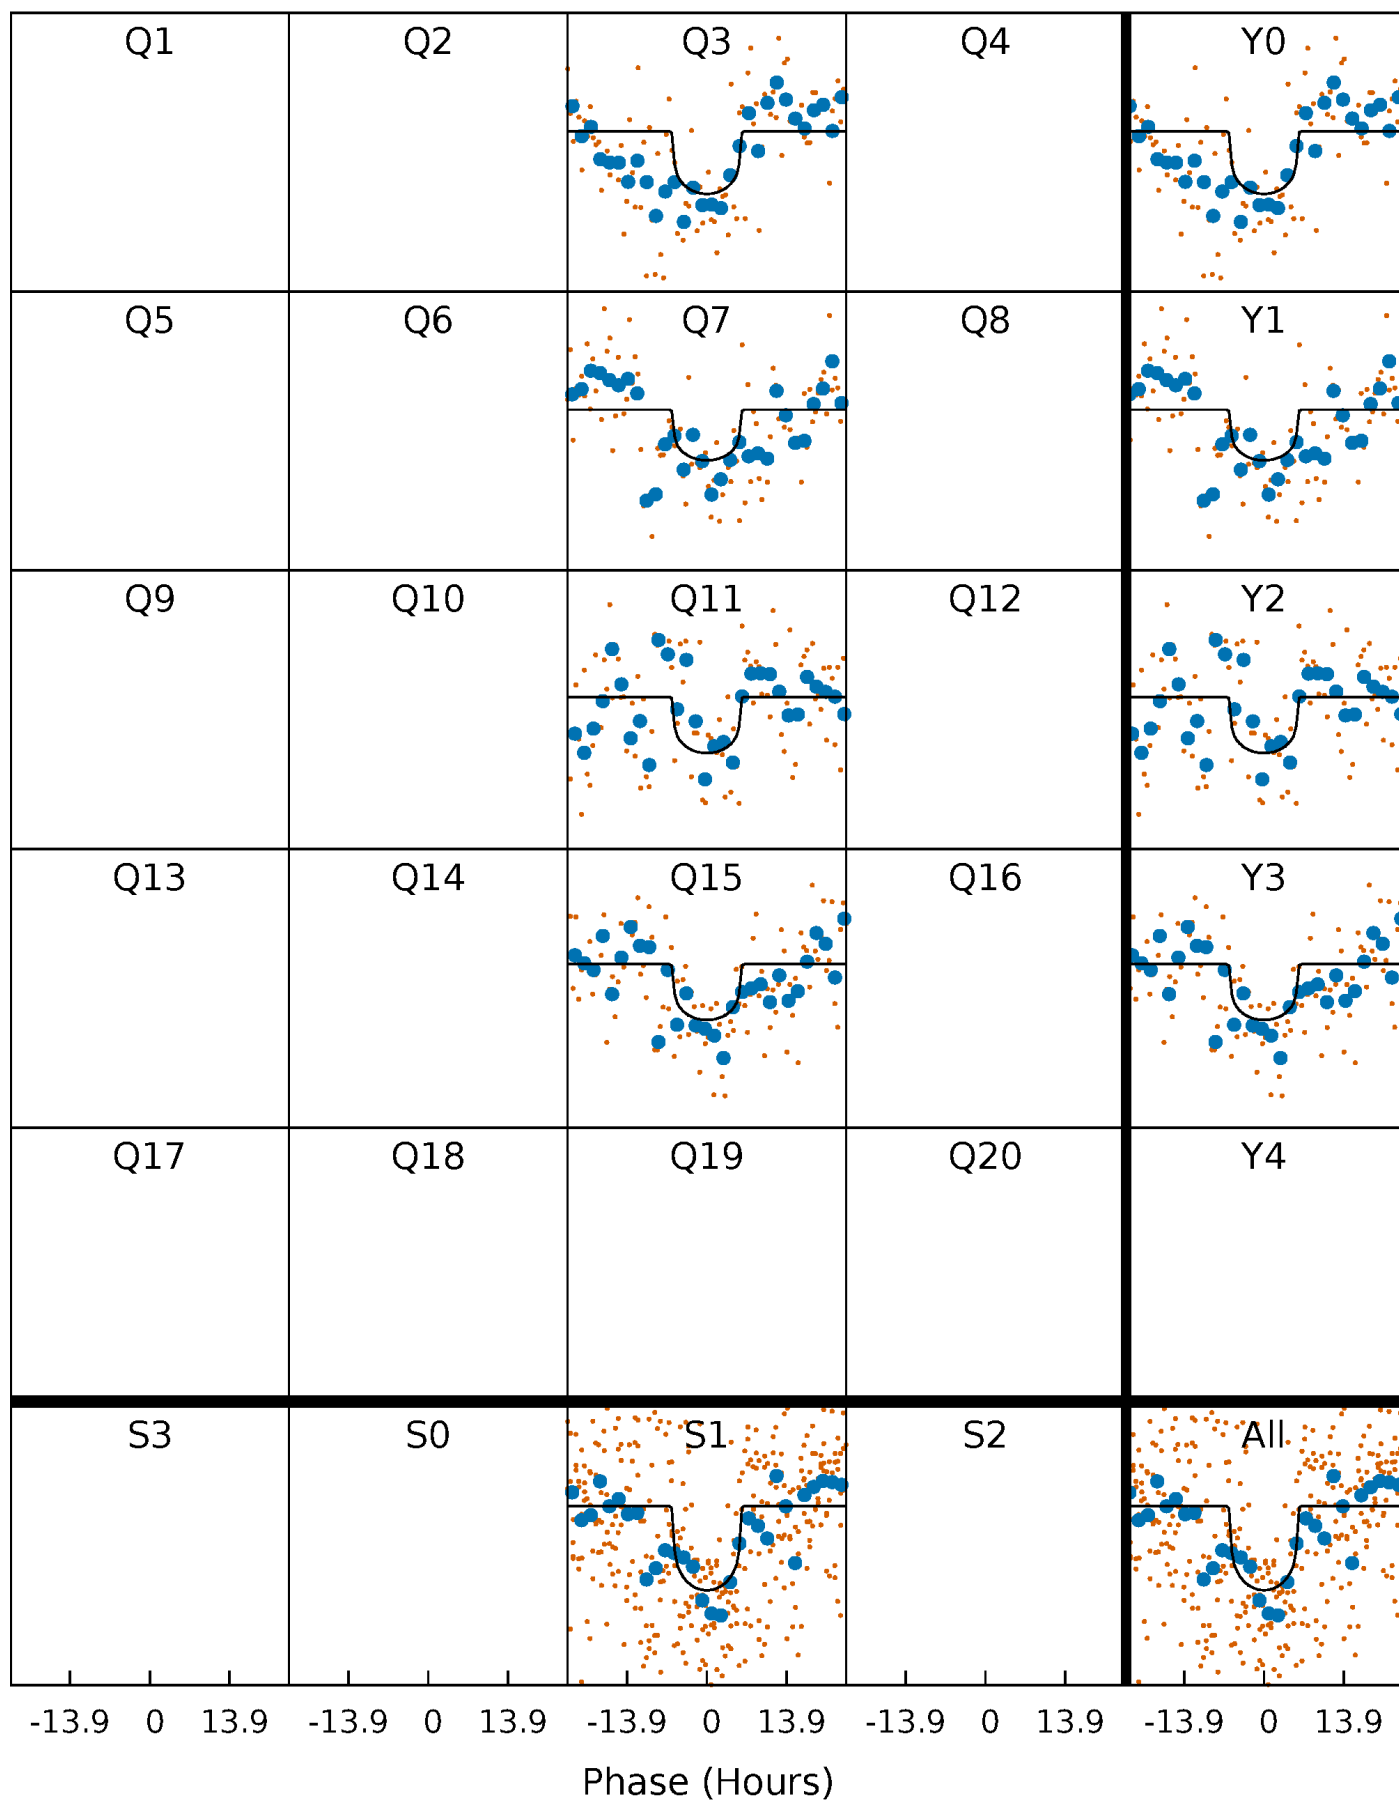 Q1 Q2 Q3 Q4 Y0
Q5 Q6 Q7 Q8 Y1
Q9 Q10 Q11 Q12 Y2
Q13 Q14 Q15 Q16 Y3
Q17 Q18 Q19 Q20 Y4
S3 S0 S1 S2 All
-13.9 0 13.9 -13.9 0 13.9 -13.9 0 13.9 -13.9 0 13.9 -13.9 0 13.9
Phase (Hours)